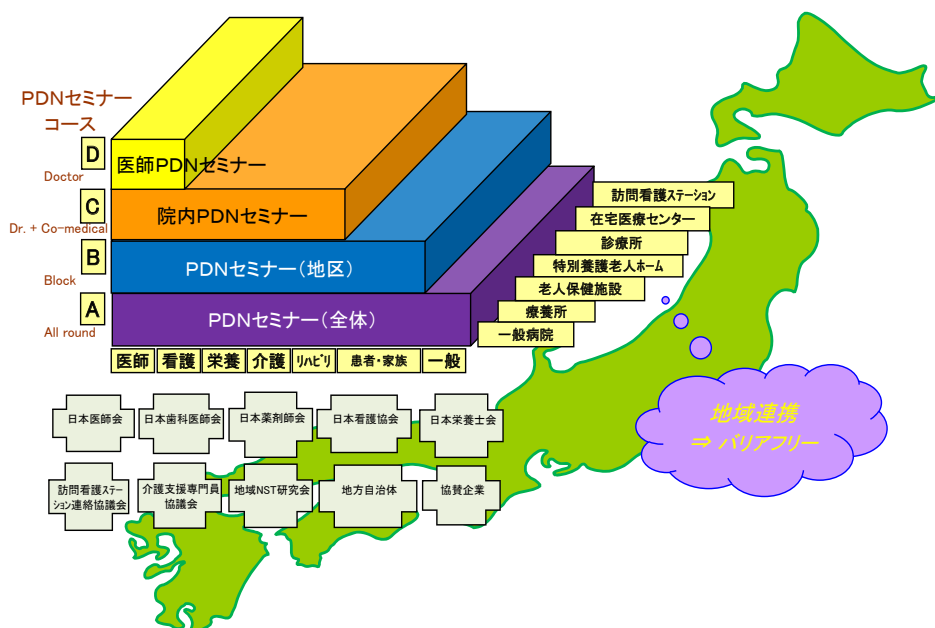 PDNセミナー
コース
D
Doctor
医師PDNセミナー
C
Dr. + Co-medical
院内PDNセミナー
B
Block
PDNセミナー(地区)
A
All round
PDNセミナー(全体)
訪問看護ステーション
在宅医療センター
診療所
特別養護老人ホーム
老人保健施設
療養所
一般病院
医師
看護
栄養
介護
リハビリ
患者・家族
一般
日本医師会
日本歯科医師会
日本薬剤師会
日本看護協会
日本栄養士会
訪問看護ステー
ション連絡協議会
介護支援専門員
協議会
地域NST研究会
地方自治体
協賛企業
地域連携
⇒ バリアフリー